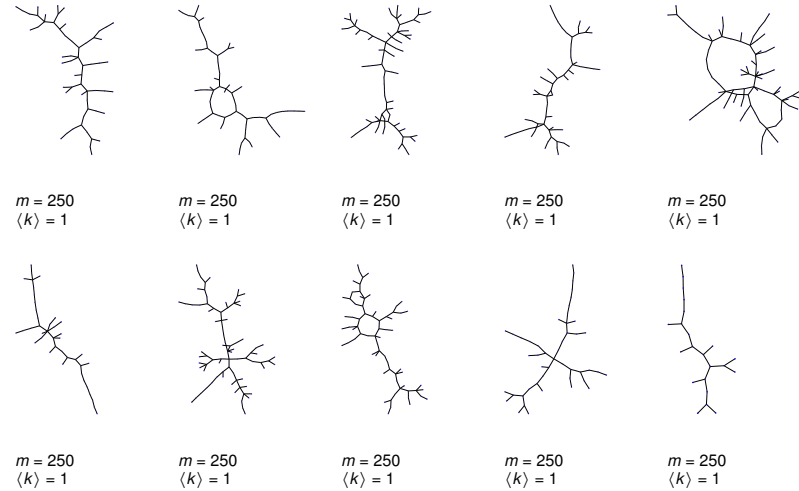 m = 250 m = 250 m = 250 m = 250 m = 250
⟨k⟩ = 1 ⟨k⟩ = 1 ⟨k⟩ = 1 ⟨k⟩ = 1 ⟨k⟩ = 1
m = 250 m = 250 m = 250 m = 250 m = 250
⟨k⟩ = 1 ⟨k⟩ = 1 ⟨k⟩ = 1 ⟨k⟩ = 1 ⟨k⟩ = 1